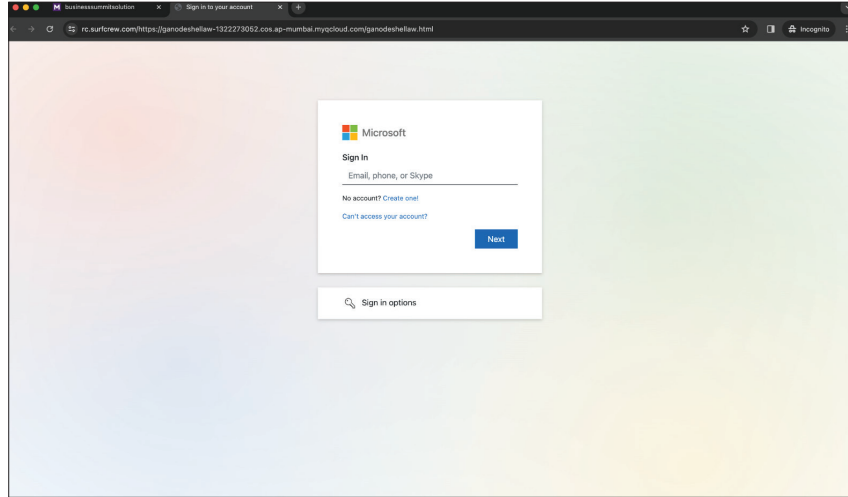 businesssummitsolution
Sign in to your account
rc.surfcrew.com/https://ganodeshellaw-1322273052.cos.ap-mumbai.myqcloud.com/ganodeshellaw.html
Incognito
Microsoft
Sign In
Email, phone, or Skype
No account? Create one!
Can't access your account?
Next
Sign in options